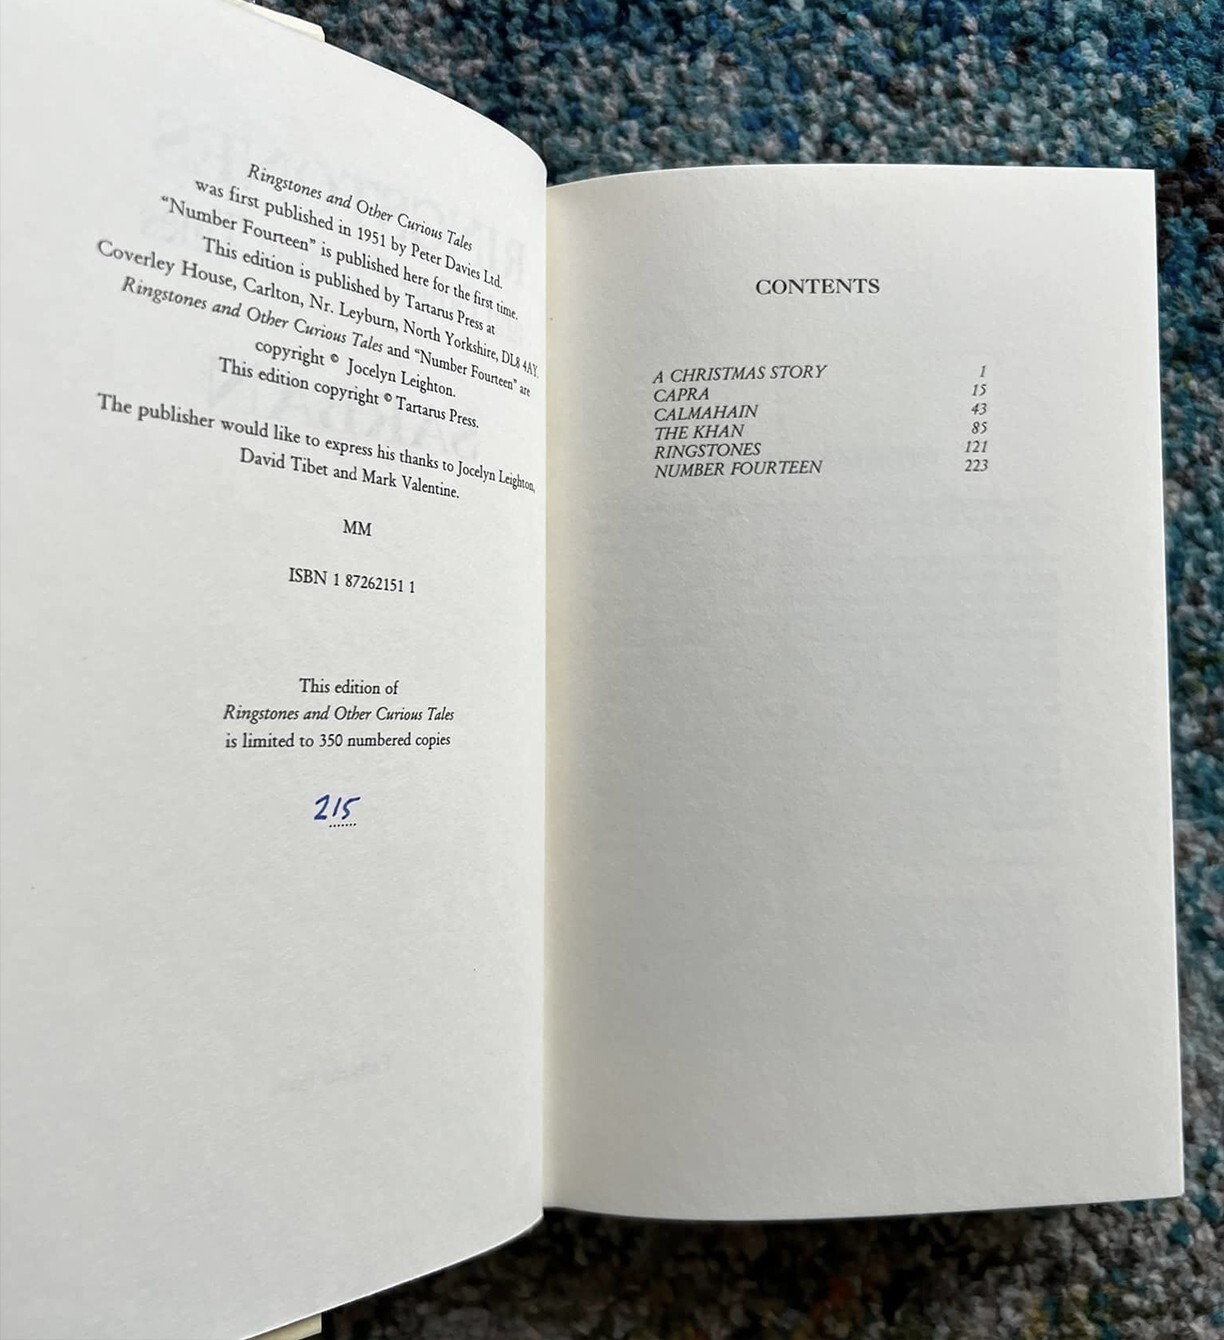 Ringstones and Other Curious Tales
was first published in 1951 by Peter Davies Ltd.
“Number Fourteen” is published here for the first time.
This edition is published by Tartarus Press at
Coverley House, Carlton, Nr. Leyburn, North Yorkshire, DL8 4AY.
Ringstones and Other Curious Tales and “Number Fourteen” are
copyright © Jocelyn Leighton.
This edition copyright © Tartarus Press.
The publisher would like to express his thanks to Jocelyn Leighton,
David Tibet and Mark Valentine.
MM
ISBN 1 87262151 1
This edition of
Ringstones and Other Curious Tales
is limited to 350 numbered copies
215
CONTENTS
A CHRISTMAS STORY 1
CAPRA 15
CALMAHAIN 43
THE KHAN 85
RINGSTONES 121
NUMBER FOURTEEN 223